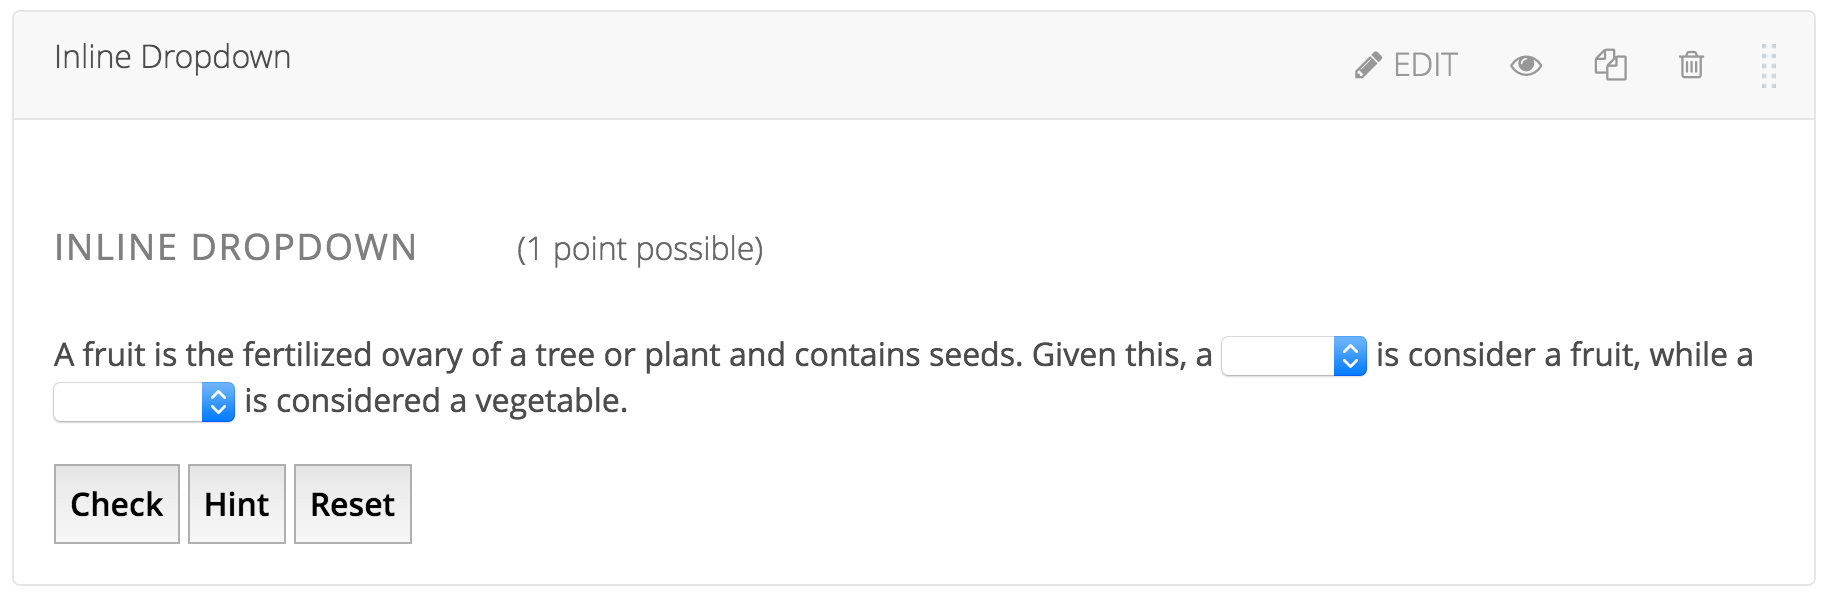 Inline Dropdown
EDIT
INLINE DROPDOWN (1 point possible)
A fruit is the fertilized ovary of a tree or plant and contains seeds. Given this, a is consider a fruit, while a
is considered a vegetable.
Check Hint Reset